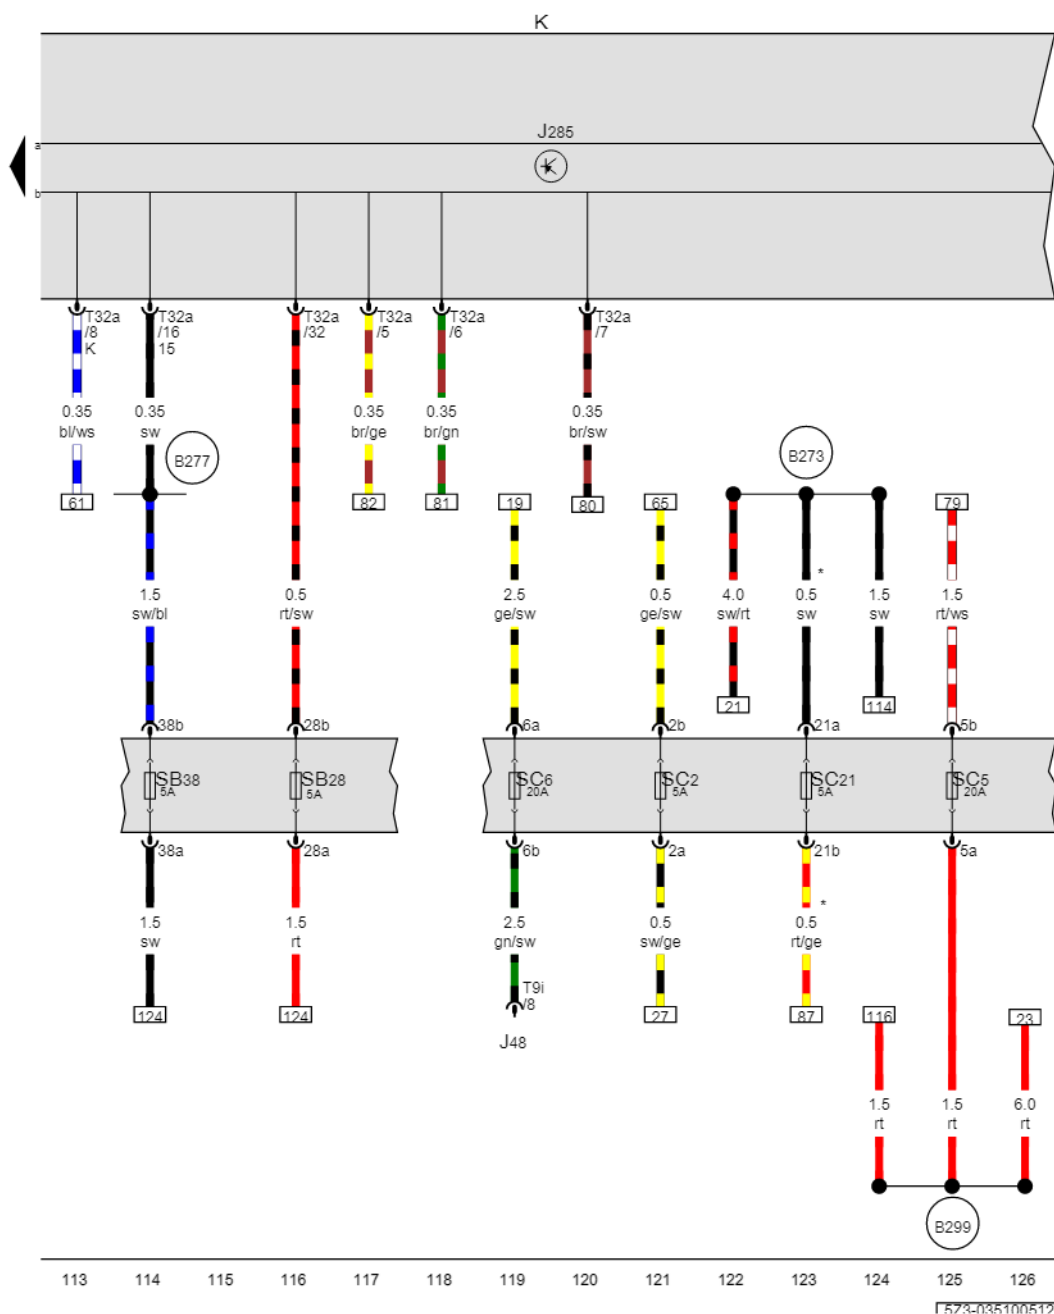 K
J285
a
b
T32a T32a T32a T32a T32a T32a
/8 /16 /32 /5 /6 /7
K 15
0.35 0.35 0.35 0.35 0.35
bl/ws sw br/ge br/gn br/sw
B277 B273
61 82 81 19 80 65 79
*
1.5 0.5 2.5 0.5 4.0 0.5 1.5 1.5
sw/bl rt/sw ge/sw ge/sw sw/rt sw sw rt/ws
21 114
38b 28b 6a 2b 21a 5b
SB38 SB28 SC6 SC2 SC21 SC5
5A 5A 20A 5A 5A 20A
38a 28a 6b 2a 21b 5a
*
1.5 1.5 2.5 0.5 0.5
sw rt gn/sw sw/ge rt/ge
T9i
/8
124 124 27 87 116 23
J48
1.5 1.5 6.0
rt rt rt
B299
113 114 115 116 117 118 119 120 121 122 123 124 125 126
573-035100512